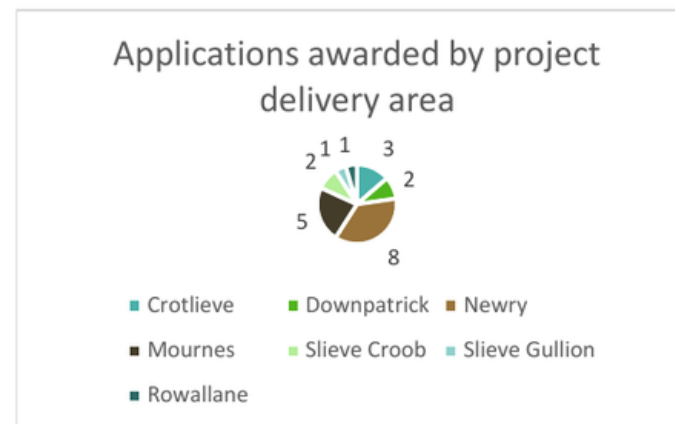 Applications awarded by project
delivery area
1 1 3
2 2
5
8
Crotlieve Downpatrick Newry
Mournes Slieve Croob Slieve Gullion
Rowallane